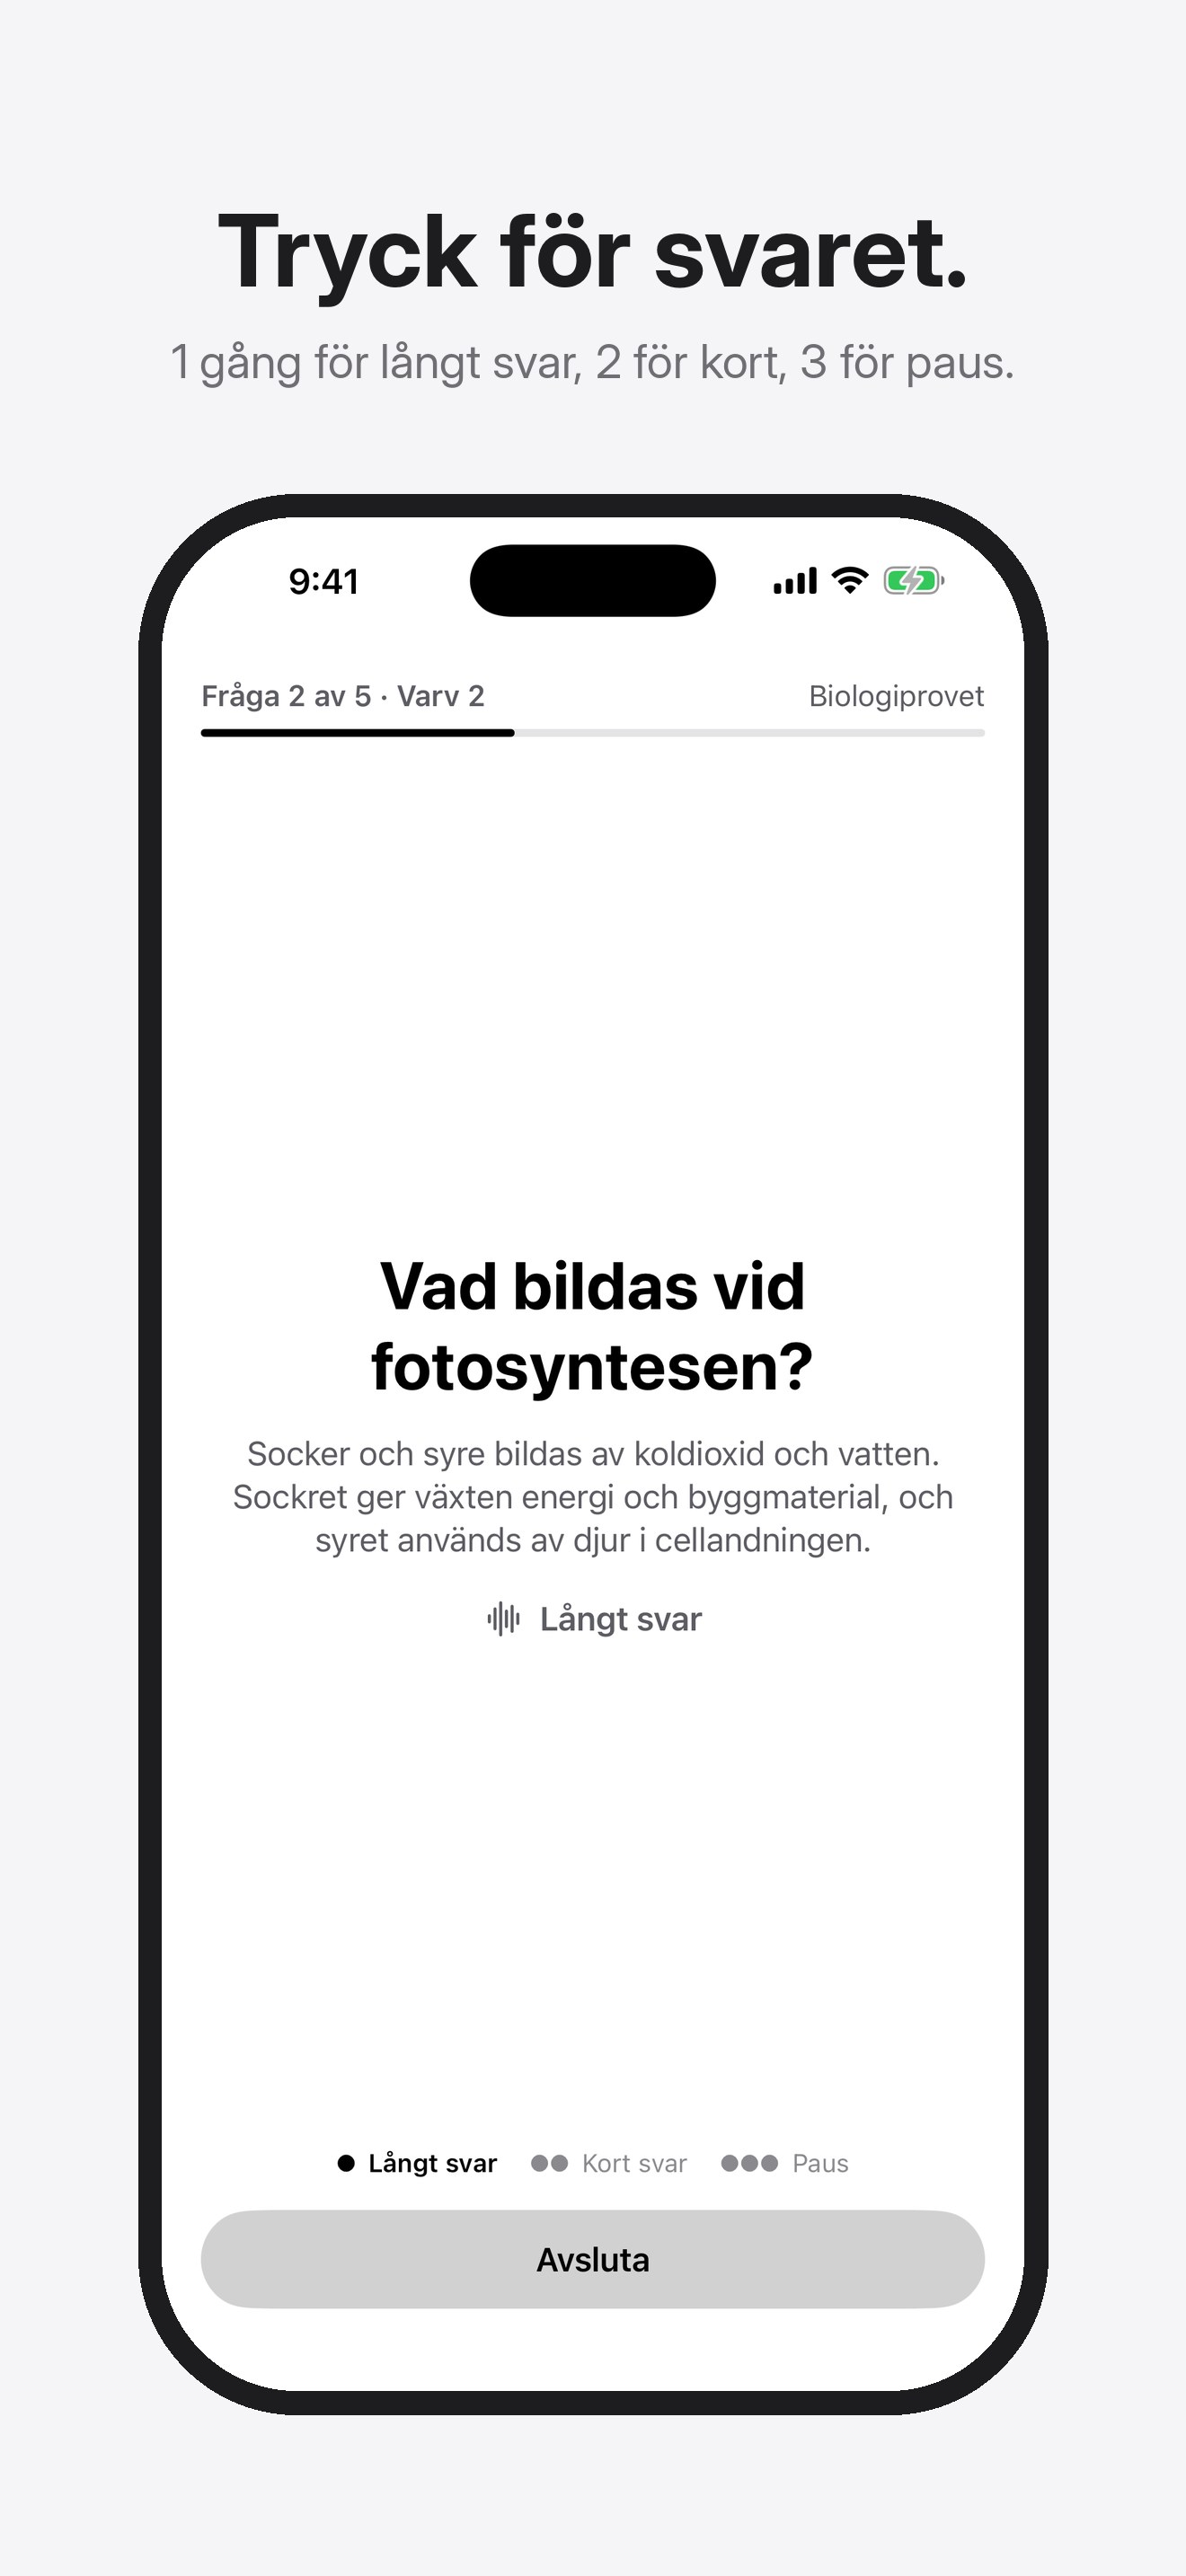 Tryck för svaret.
1 gång för långt svar, 2 för kort, 3 för paus.
9:41
Fråga 2 av 5 · Varv 2
Biologiprovet
Vad bildas vid
fotosyntesen?
Socker och syre bildas av koldioxid och vatten.
Sockret ger växten energi och byggmaterial, och
syret används av djur i cellandningen.
Långt svar
Långt svar
Kort svar
Paus
Avsluta